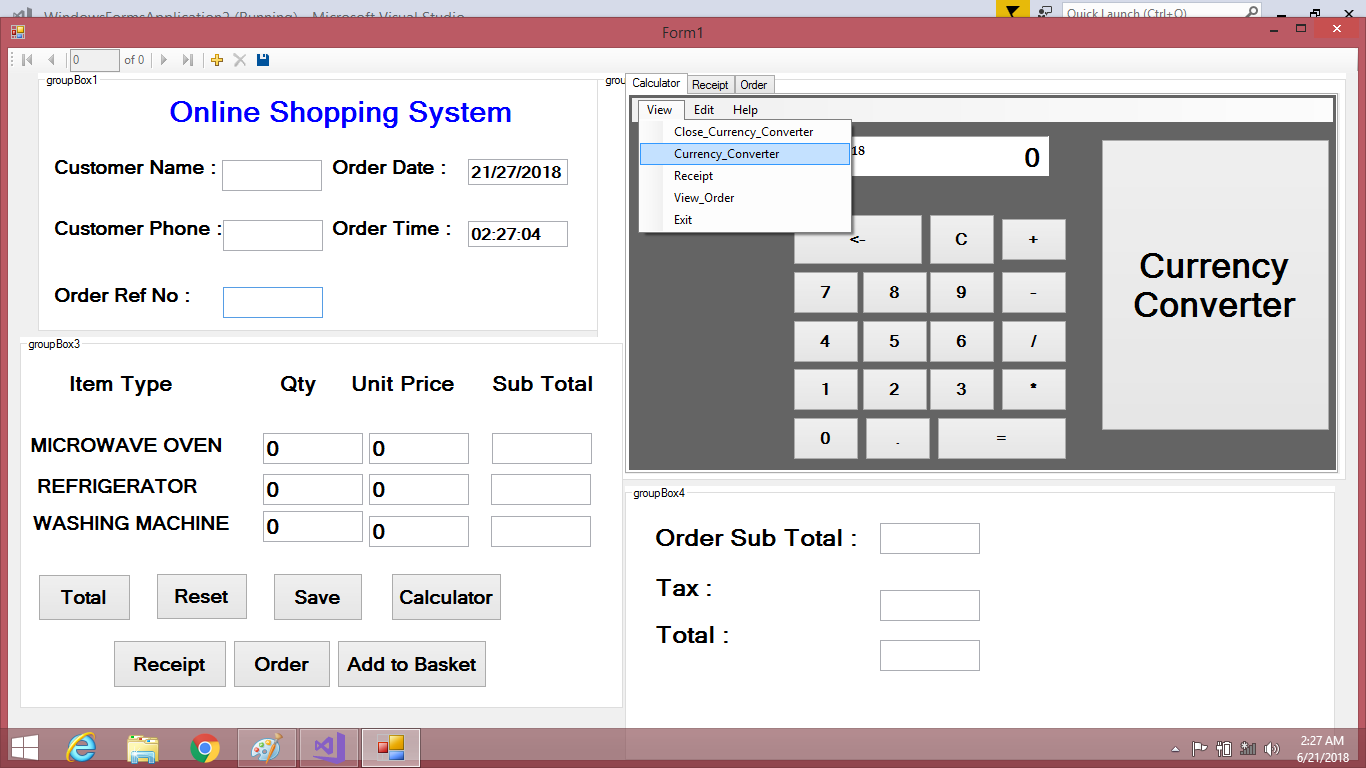 WindowsFormsApplication2 (Running) - Microsoft Visual Studio
Quick Launch (Ctrl+Q)
Form1
0 of 0
groupBox1
Online Shopping System
Customer Name : Order Date : 21/27/2018
Customer Phone : Order Time : 02:27:04
Order Ref No :
groupBox3
Item Type Qty Unit Price Sub Total
MICROWAVE OVEN 0 0
REFRIGERATOR 0 0
WASHING MACHINE 0 0
Total Reset Save Calculator
Receipt Order Add to Basket
grou
Calculator Receipt Order
View Edit Help
Close_Currency_Converter
Currency_Converter
Receipt
View_Order
Exit
18 0
<- C +
7 8 9 -
4 5 6 /
1 2 3 *
0 . =
Currency
Converter
groupBox4
Order Sub Total :
Tax :
Total :
2:27 AM
6/21/2018